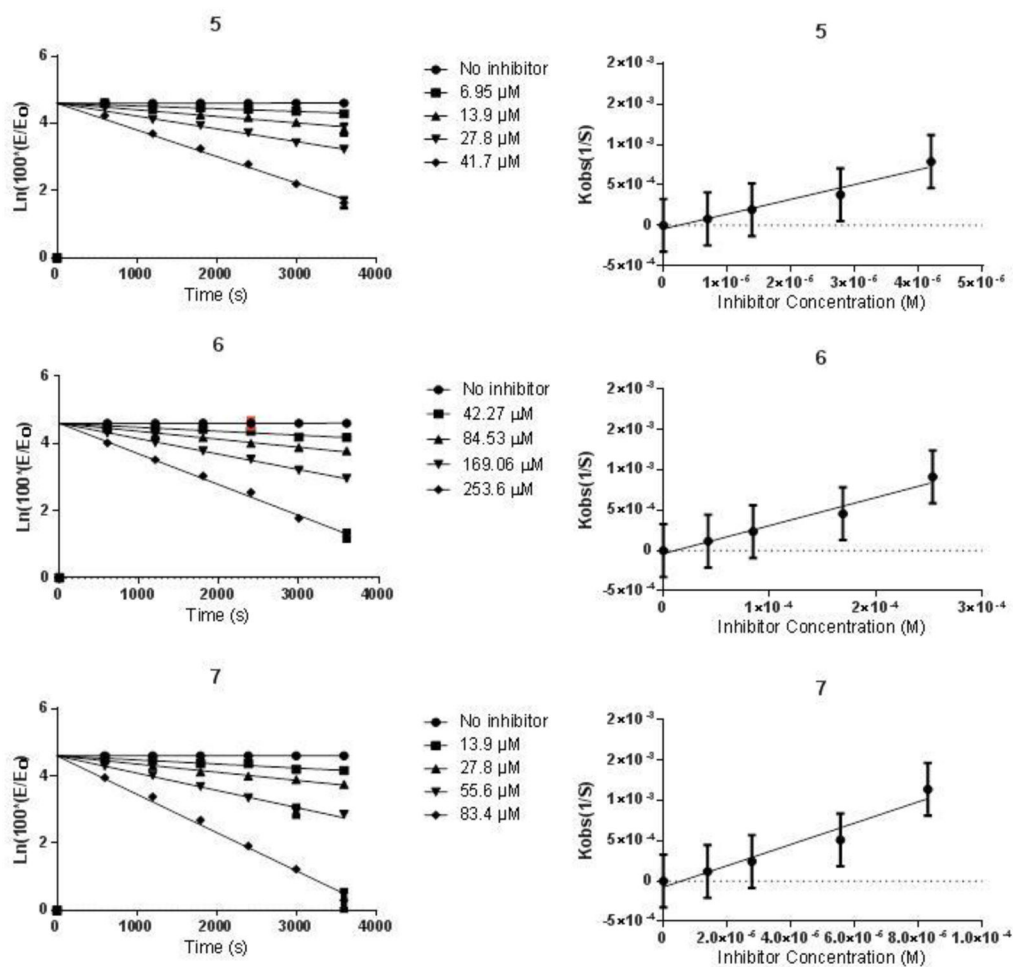 5
Ln(100*(E/Eo)
6
4
2
0
0 1000 2000 3000 4000
Time (s)
No inhibitor
6.95 µM
13.9 µM
27.8 µM
41.7 µM
5
Kobs(1/S)
2×10⁻³
2×10⁻³
1×10⁻³
5×10⁻⁴
0
-5×10⁻⁴
0 1×10⁻⁶ 2×10⁻⁶ 3×10⁻⁶ 4×10⁻⁶ 5×10⁻⁶
Inhibitor Concentration (M)
6
Ln(100*(E/Eo)
6
4
2
0
0 1000 2000 3000 4000
Time (s)
No inhibitor
42.27 µM
84.53 µM
169.06 µM
253.6 µM
6
Kobs(1/S)
2×10⁻³
2×10⁻³
1×10⁻³
5×10⁻⁴
0
-5×10⁻⁴
0 1×10⁻⁴ 2×10⁻⁴ 3×10⁻⁴
Inhibitor Concentration (M)
7
Ln(100*(E/Eo)
6
4
2
0
0 1000 2000 3000 4000
Time (s)
No inhibitor
13.9 µM
27.8 µM
55.6 µM
83.4 µM
7
Kobs(1/S)
2×10⁻³
2×10⁻³
1×10⁻³
5×10⁻⁴
0
-5×10⁻⁴
0 2.0×10⁻⁶ 4.0×10⁻⁶ 6.0×10⁻⁶ 8.0×10⁻⁶ 1.0×10⁻⁴
Inhibitor Concentration (M)